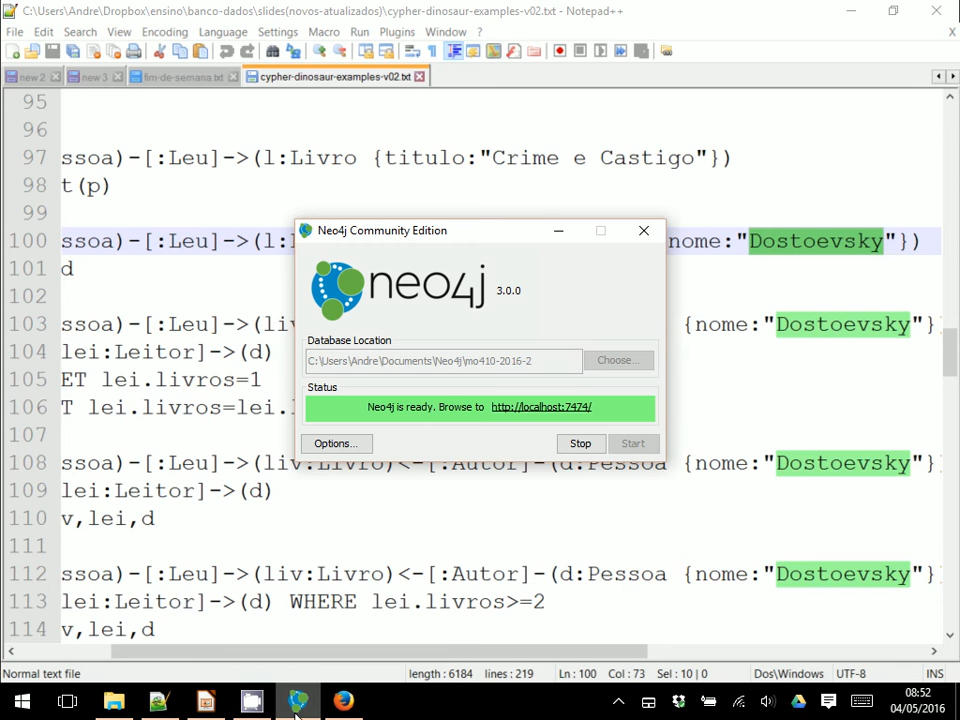 C:\Users\Andre\Dropbox\ensino\banco-dados\slides(novos-atualizados)\cypher-dinosaur-examples-v02.txt - Notepad++
File Edit Search View Encoding Language Settings Macro Run Plugins Window ? X
new 2 new 3 fim-de-semana.txt cypher-dinosaur-examples-v02.txt
95
96
97 ssoa)-[:Leu]->(l:Livro {titulo:"Crime e Castigo"})
98 t(p)
99
Neo4j Community Edition
100 ssoa)-[:Leu]->(l: nome:"Dostoevsky"})
101 d
neo4j 3.0.0
102
103 ssoa)-[:Leu]->(liv {nome:"Dostoevsky"}
Database Location
104 lei:Leitor]->(d)
C:\Users\Andre\Documents\Neo4j\mo410-2016-2 Choose...
105 ET lei.livros=1
Status
106 T lei.livros=lei.
Neo4j is ready. Browse to http://localhost:7474/
107
Options... Stop Start
108 ssoa)-[:Leu]->(liv:Livro)<-[:Autor]-(d:Pessoa {nome:"Dostoevsky"}
109 lei:Leitor]->(d)
110 v,lei,d
111
112 ssoa)-[:Leu]->(liv:Livro)<-[:Autor]-(d:Pessoa {nome:"Dostoevsky"}
113 lei:Leitor]->(d) WHERE lei.livros>=2
114 v,lei,d
Normal text file length : 6184 lines : 219 Ln : 100 Col : 73 Sel : 10 | 0 Dos\Windows UTF-8 INS
08:52
04/05/2016